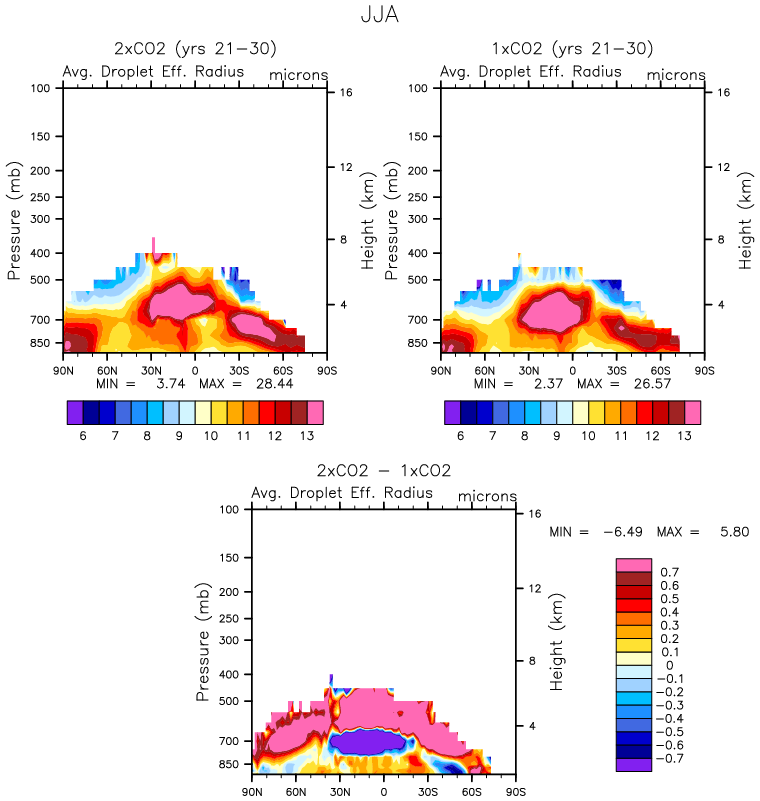 JJA
2xCO2 (yrs 21-30)
Avg. Droplet Eff. Radius microns
100
150
200
250
300
400
500
700
850
Pressure (mb)
16
12
8
4
Height (km)
90N 60N 30N 0 30S 60S 90S
MIN = 3.74 MAX = 28.44
6 7 8 9 10 11 12 13
1xCO2 (yrs 21-30)
Avg. Droplet Eff. Radius microns
100
150
200
250
300
400
500
700
850
Pressure (mb)
16
12
8
4
Height (km)
90N 60N 30N 0 30S 60S 90S
MIN = 2.37 MAX = 26.57
6 7 8 9 10 11 12 13
2xCO2 - 1xCO2
Avg. Droplet Eff. Radius microns
100
150
200
250
300
400
500
700
850
Pressure (mb)
16
12
8
4
Height (km)
90N 60N 30N 0 30S 60S 90S
MIN = -6.49 MAX = 5.80
0.7
0.6
0.5
0.4
0.3
0.2
0.1
0
-0.1
-0.2
-0.3
-0.4
-0.5
-0.6
-0.7